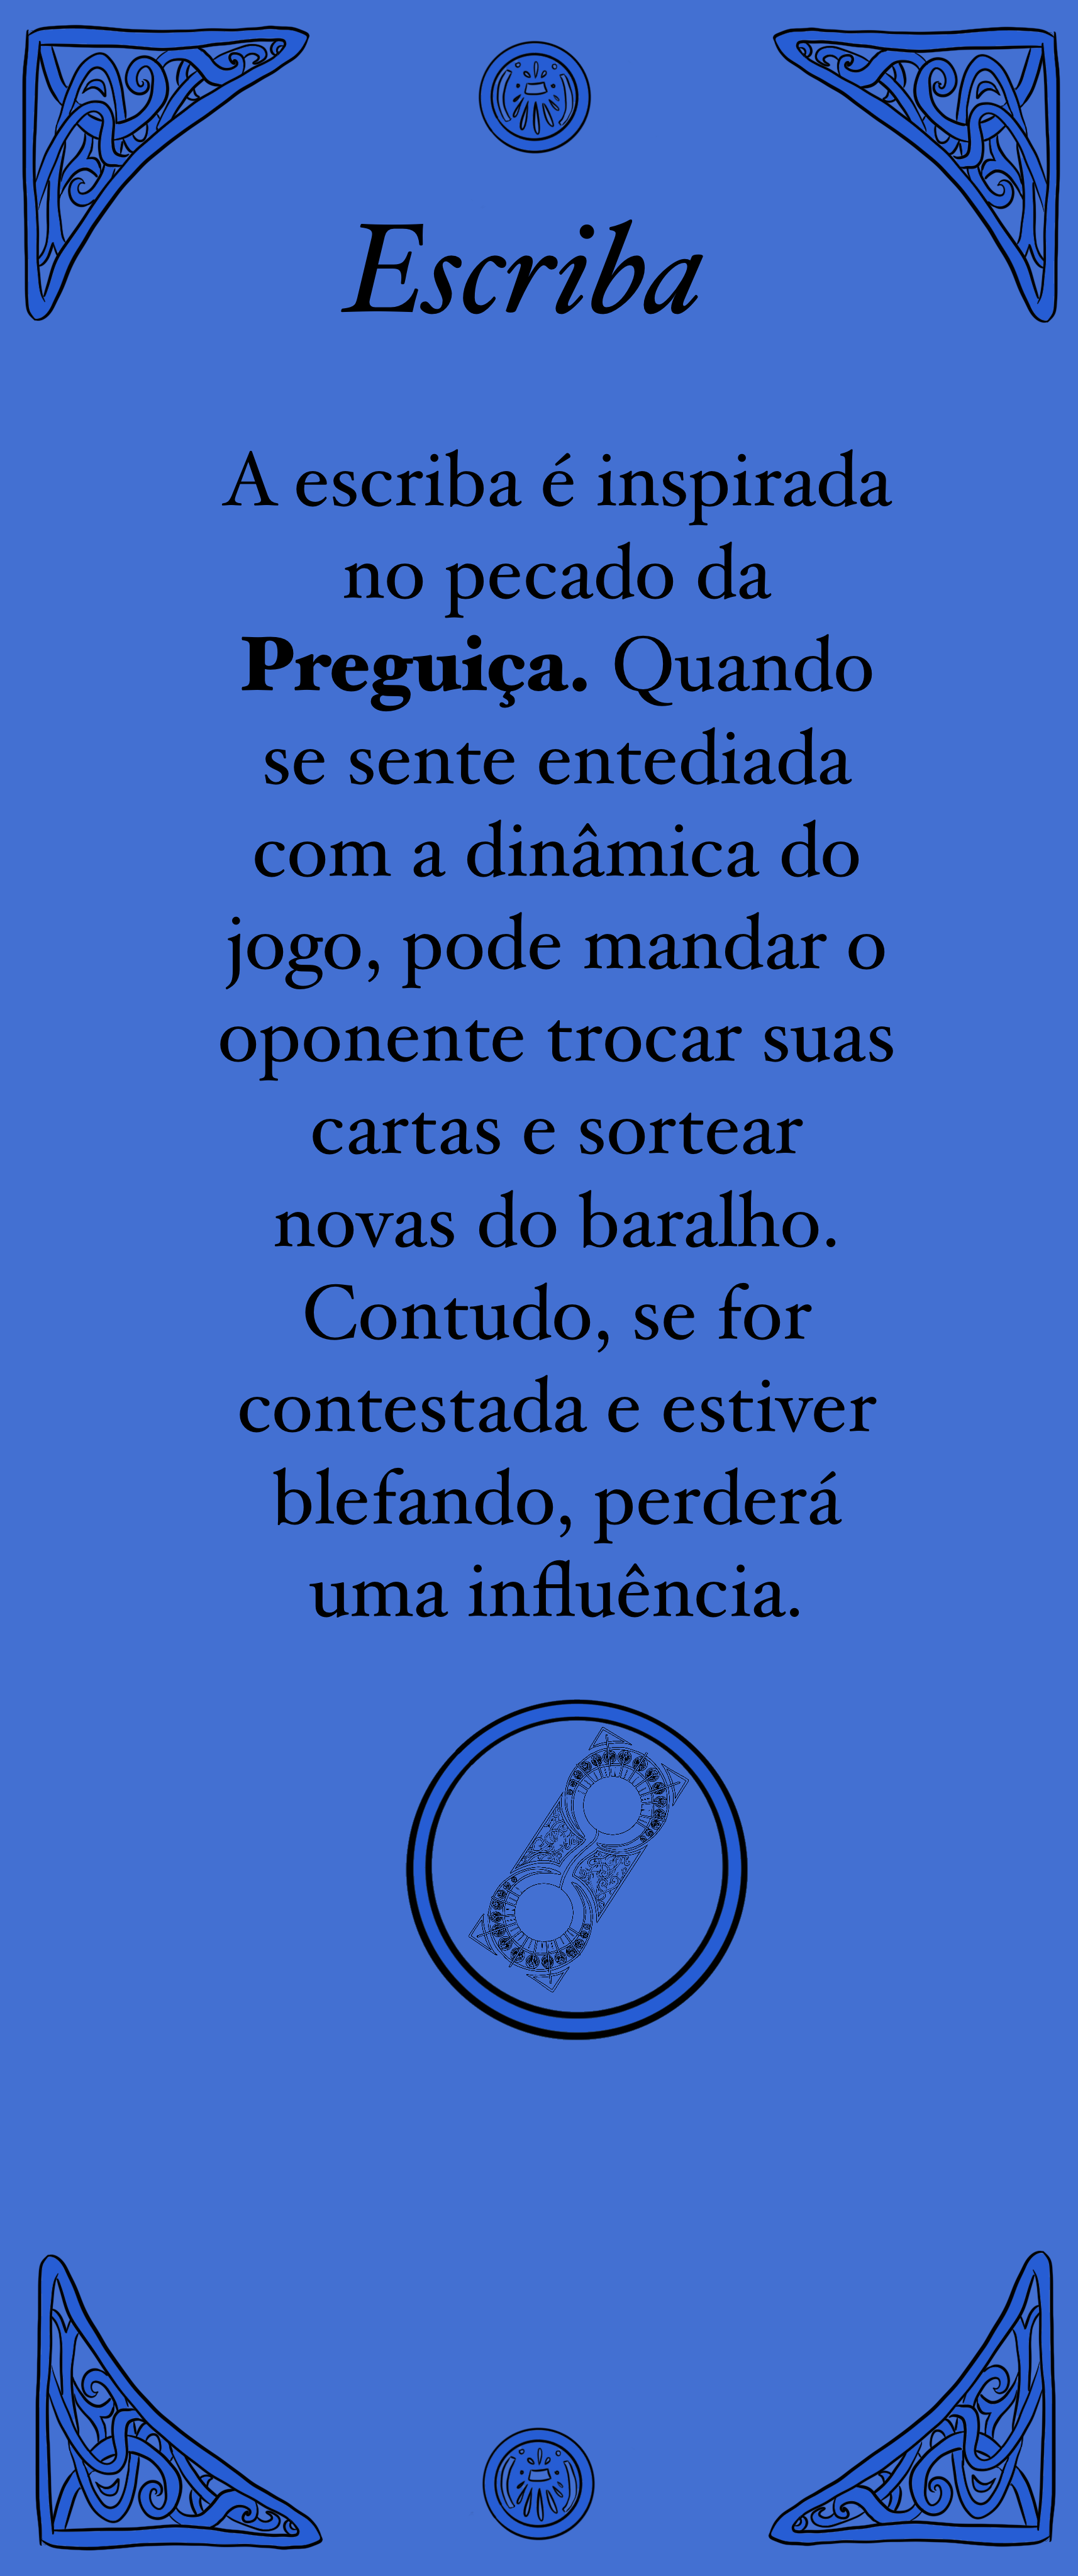 Escriba
A escriba é inspirada
no pecado da
Preguiça. Quando
se sente entediada
com a dinâmica do
jogo, pode mandar o
oponente trocar suas
cartas e sortear
novas do baralho.
Contudo, se for
contestada e estiver
blefando, perderá
uma influência.